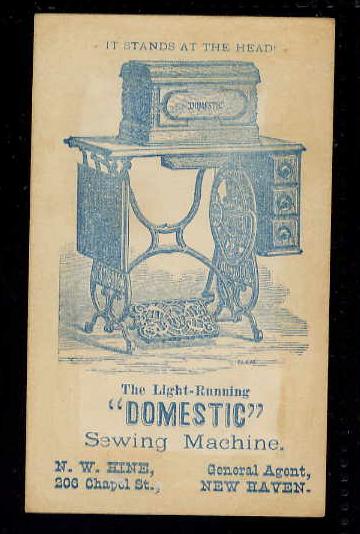 IT STANDS AT THE HEAD!
DOMESTIC
The Light-Running
"DOMESTIC"
Sewing Machine.
N. W. HINE, General Agent,
206 Chapel St., NEW HAVEN.